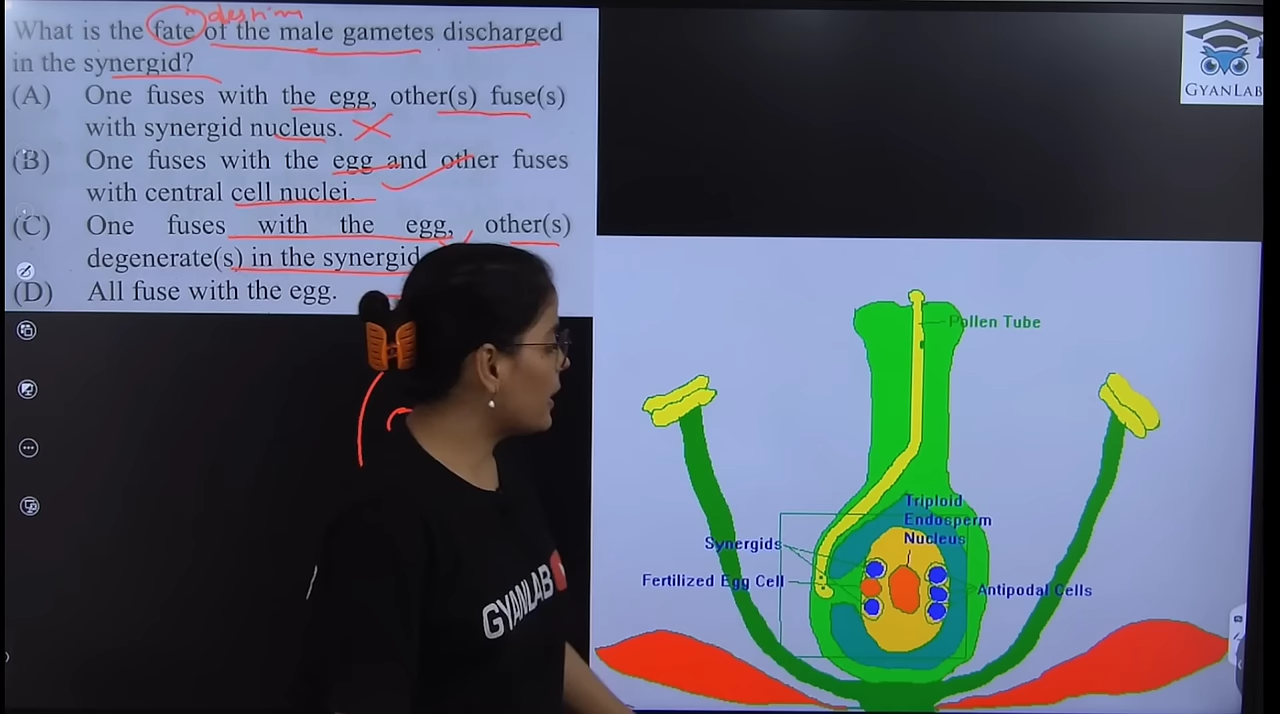 destiny
What is the fate of the male gametes discharged
in the synergid?
(A) One fuses with the egg, other(s) fuse(s)
with synergid nucleus.
(B) One fuses with the egg and other fuses
with central cell nuclei.
(C) One fuses with the egg, other(s)
degenerate(s) in the synergid
(D) All fuse with the egg.
GYANLAB
Pollen Tube
Triploid
Endosperm
Nucleus
Synergids
Fertilized Egg Cell
Antipodal Cells
GYANLAB